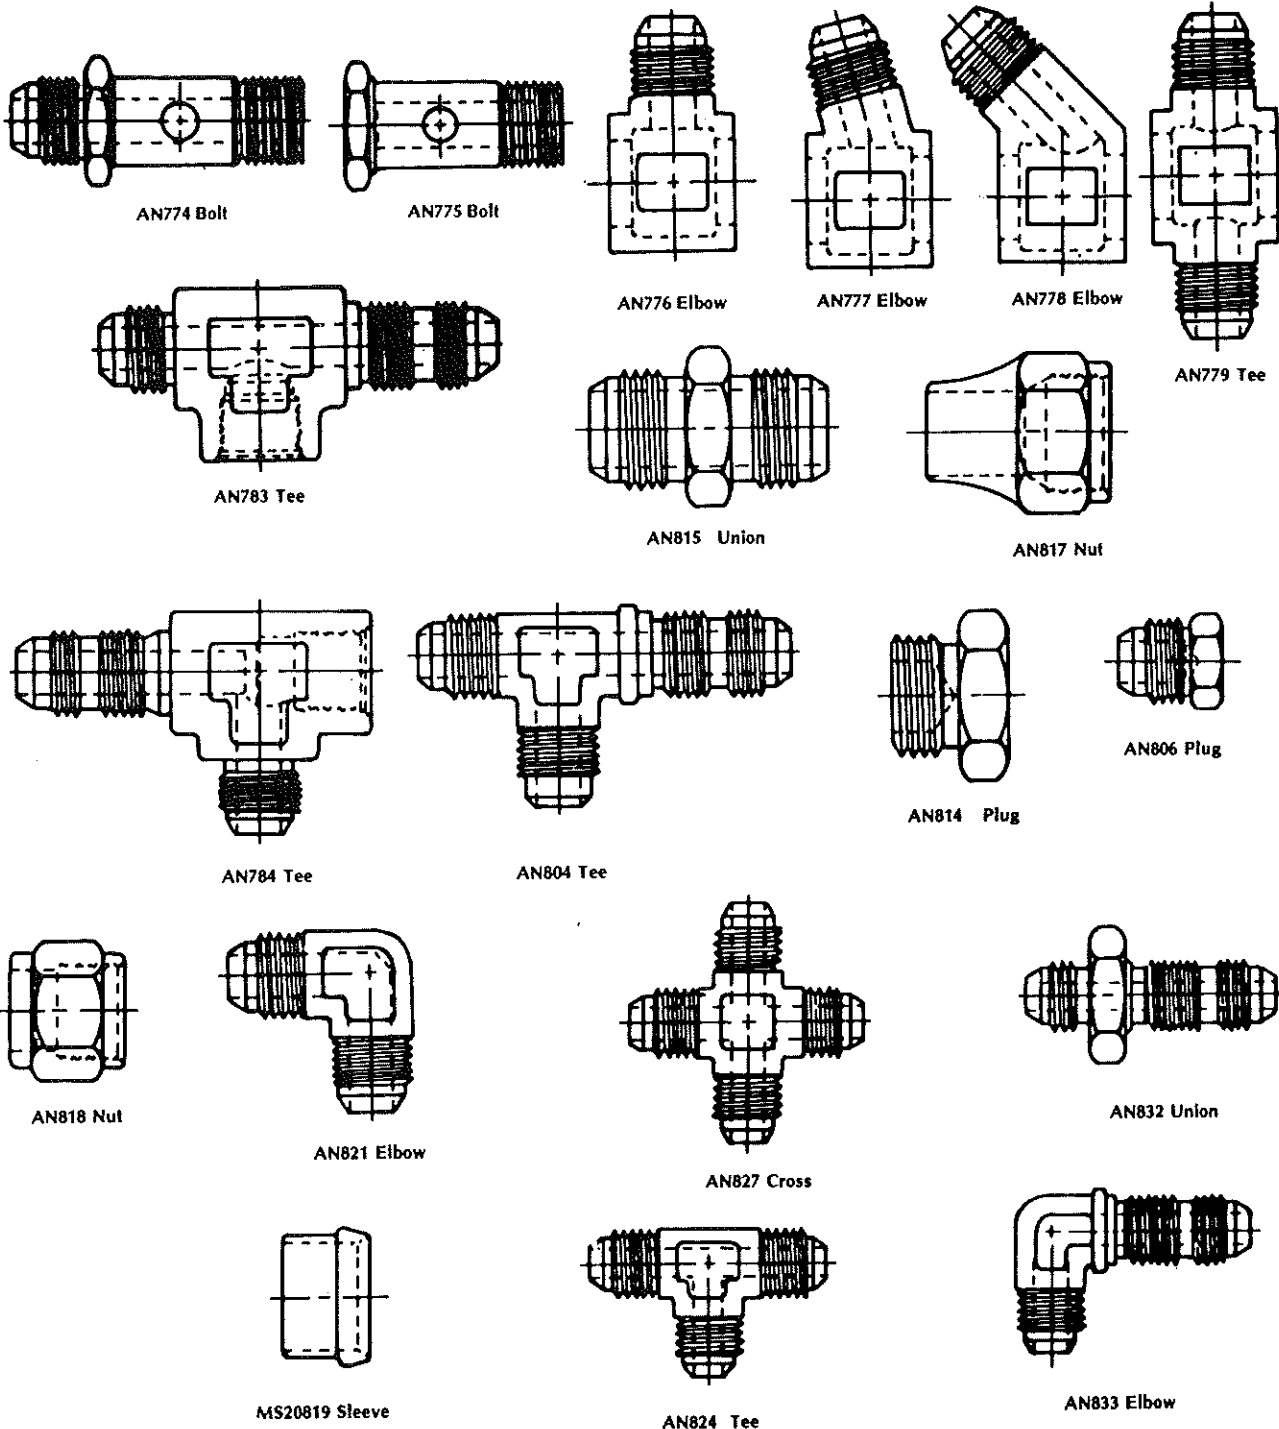 AN774 Bolt
AN775 Bolt
AN776 Elbow
AN777 Elbow
AN778 Elbow
AN779 Tee
AN783 Tee
AN815 Union
AN817 Nut
AN784 Tee
AN804 Tee
AN814 Plug
AN806 Plug
AN818 Nut
AN821 Elbow
AN827 Cross
AN832 Union
MS20819 Sleeve
AN824 Tee
AN833 Elbow